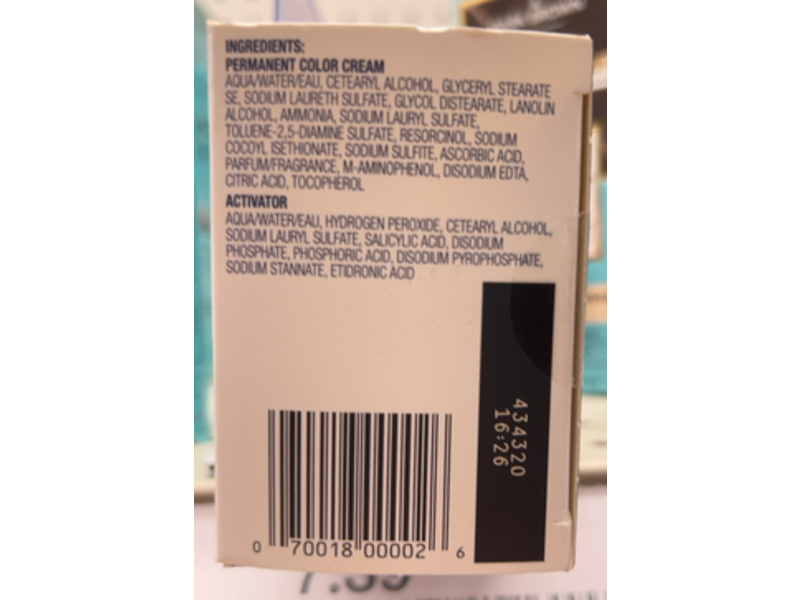 INGREDIENTS:
PERMANENT COLOR CREAM
AQUA/WATER/EAU, CETEARYL ALCOHOL, GLYCERYL STEARATE
SE, SODIUM LAURETH SULFATE, GLYCOL DISTEARATE, LANOLIN
ALCOHOL, AMMONIA, SODIUM LAURYL SULFATE,
TOLUENE-2,5-DIAMINE SULFATE, RESORCINOL, SODIUM
COCOYL ISETHIONATE, SODIUM SULFITE, ASCORBIC ACID,
PARFUM/FRAGRANCE, M-AMINOPHENOL, DISODIUM EDTA,
CITRIC ACID, TOCOPHEROL
ACTIVATOR
AQUA/WATER/EAU, HYDROGEN PEROXIDE, CETEARYL ALCOHOL,
SODIUM LAURYL SULFATE, SALICYLIC ACID, DISODIUM
PHOSPHATE, PHOSPHORIC ACID, DISODIUM PYROPHOSPHATE,
SODIUM STANNATE, ETIDRONIC ACID
434320
16:26
0 70018 00002 6